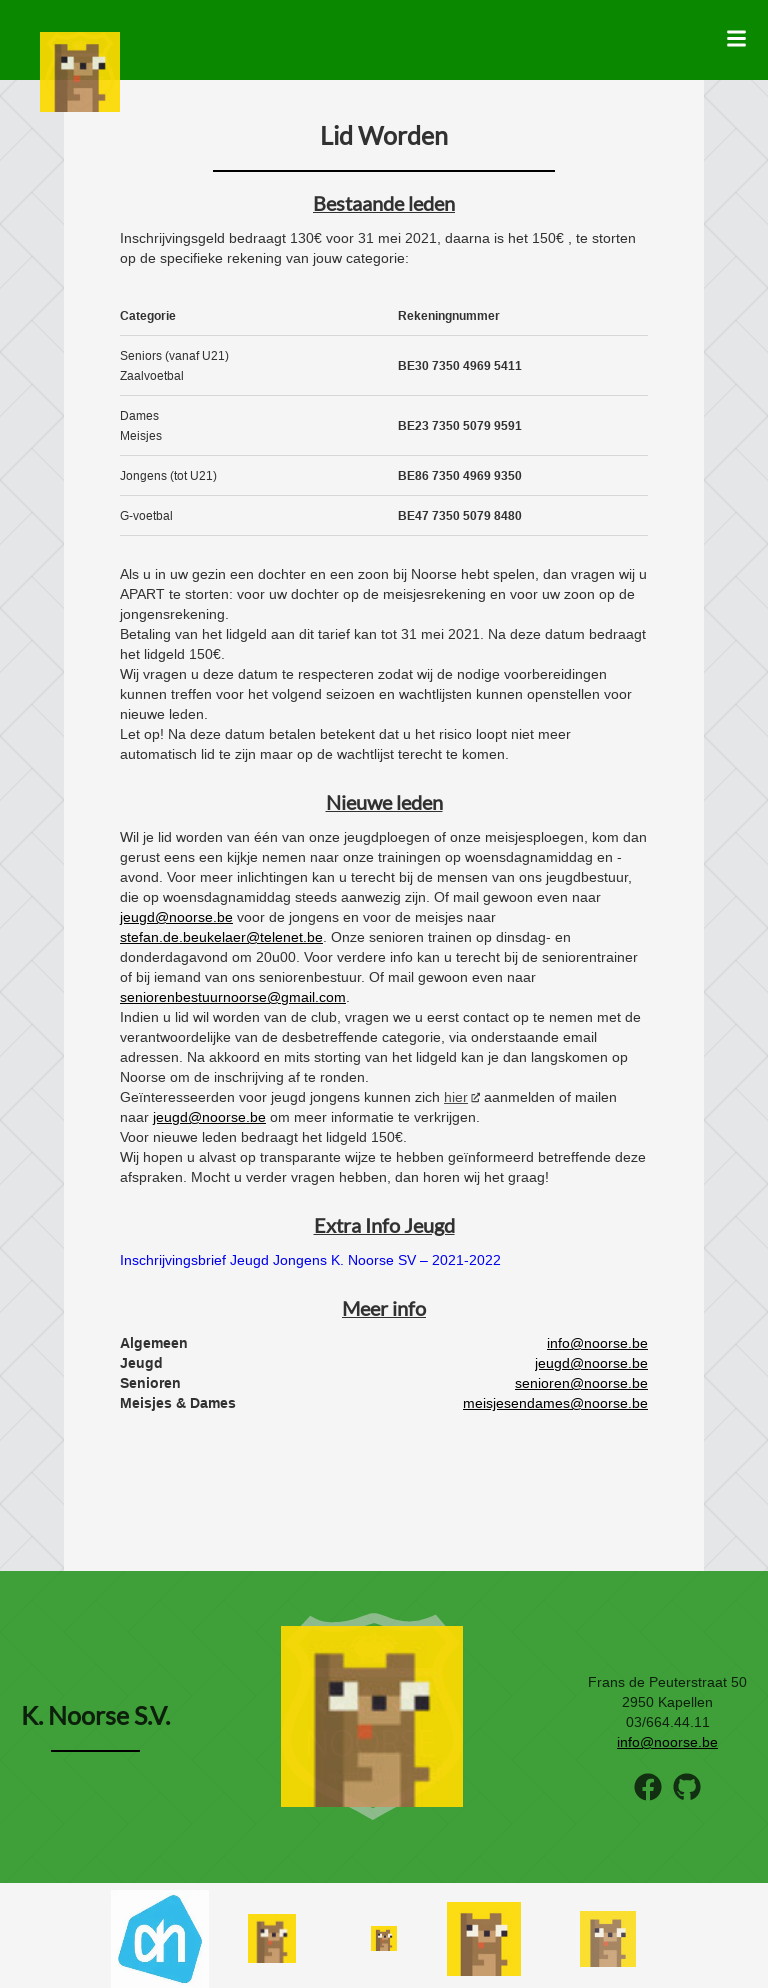 Lid Worden
Bestaande leden
Inschrijvingsgeld bedraagt 130€ voor 31 mei 2021, daarna is het 150€ , te storten
op de specifieke rekening van jouw categorie:
Categorie Rekeningnummer
Seniors (vanaf U21)
Zaalvoetbal
BE30 7350 4969 5411
Dames
Meisjes
BE23 7350 5079 9591
Jongens (tot U21) BE86 7350 4969 9350
G-voetbal BE47 7350 5079 8480
Als u in uw gezin een dochter en een zoon bij Noorse hebt spelen, dan vragen wij u
APART te storten: voor uw dochter op de meisjesrekening en voor uw zoon op de
jongensrekening.
Betaling van het lidgeld aan dit tarief kan tot 31 mei 2021. Na deze datum bedraagt
het lidgeld 150€.
Wij vragen u deze datum te respecteren zodat wij de nodige voorbereidingen
kunnen treffen voor het volgend seizoen en wachtlijsten kunnen openstellen voor
nieuwe leden.
Let op! Na deze datum betalen betekent dat u het risico loopt niet meer
automatisch lid te zijn maar op de wachtlijst terecht te komen.
Nieuwe leden
Wil je lid worden van één van onze jeugdploegen of onze meisjesploegen, kom dan
gerust eens een kijkje nemen naar onze trainingen op woensdagnamiddag en -
avond. Voor meer inlichtingen kan u terecht bij de mensen van ons jeugdbestuur,
die op woensdagnamiddag steeds aanwezig zijn. Of mail gewoon even naar
jeugd@noorse.be voor de jongens en voor de meisjes naar
stefan.de.beukelaer@telenet.be. Onze senioren trainen op dinsdag- en
donderdagavond om 20u00. Voor verdere info kan u terecht bij de seniorentrainer
of bij iemand van ons seniorenbestuur. Of mail gewoon even naar
seniorenbestuurnoorse@gmail.com.
Indien u lid wil worden van de club, vragen we u eerst contact op te nemen met de
verantwoordelijke van de desbetreffende categorie, via onderstaande email
adressen. Na akkoord en mits storting van het lidgeld kan je dan langskomen op
Noorse om de inschrijving af te ronden.
Geïnteresseerden voor jeugd jongens kunnen zich hier aanmelden of mailen
naar jeugd@noorse.be om meer informatie te verkrijgen.
Voor nieuwe leden bedraagt het lidgeld 150€.
Wij hopen u alvast op transparante wijze te hebben geïnformeerd betreffende deze
afspraken. Mocht u verder vragen hebben, dan horen wij het graag!
Extra Info Jeugd
Inschrijvingsbrief Jeugd Jongens K. Noorse SV – 2021-2022
Meer info
Algemeen info@noorse.be
Jeugd jeugd@noorse.be
Senioren senioren@noorse.be
Meisjes & Dames meisjesendames@noorse.be
K. Noorse S.V.
Frans de Peuterstraat 50
2950 Kapellen
03/664.44.11
info@noorse.be